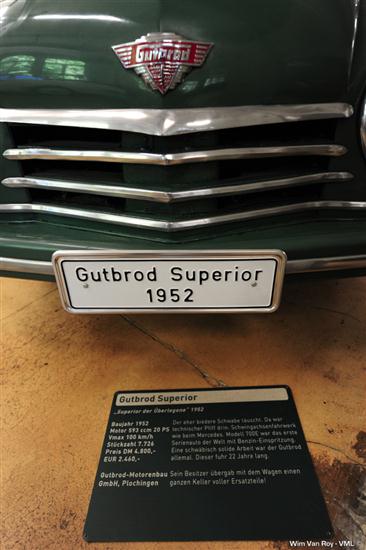 Gutbrod
Gutbrod Superior
1952
Gutbrod Superior
„Superior der Überlegene" 1952
Baujahr 1952
Motor 593 ccm 20 PS
Vmax 100 km/h
Stückzahl 7.726
Preis DM 4.800,-
EUR 2.460,-
Gutbrod-Motorenbau
GmbH, Plochingen
Der eher biedere Schwabe täuscht. Da war
technischer Pfiff drin. Schwingachsenfahrwerk
wie beim Mercedes. Modell 700E war das erste
Serienauto der Welt mit Benzin-Einspritzung.
Eine schwäbisch solide Arbeit war der Gutbrod
allemal. Dieser fuhr 22 Jahre lang.
Sein Besitzer übergab mit dem Wagen einen
ganzen Keller voller Ersatzteile!
Wim Van Roy - VML